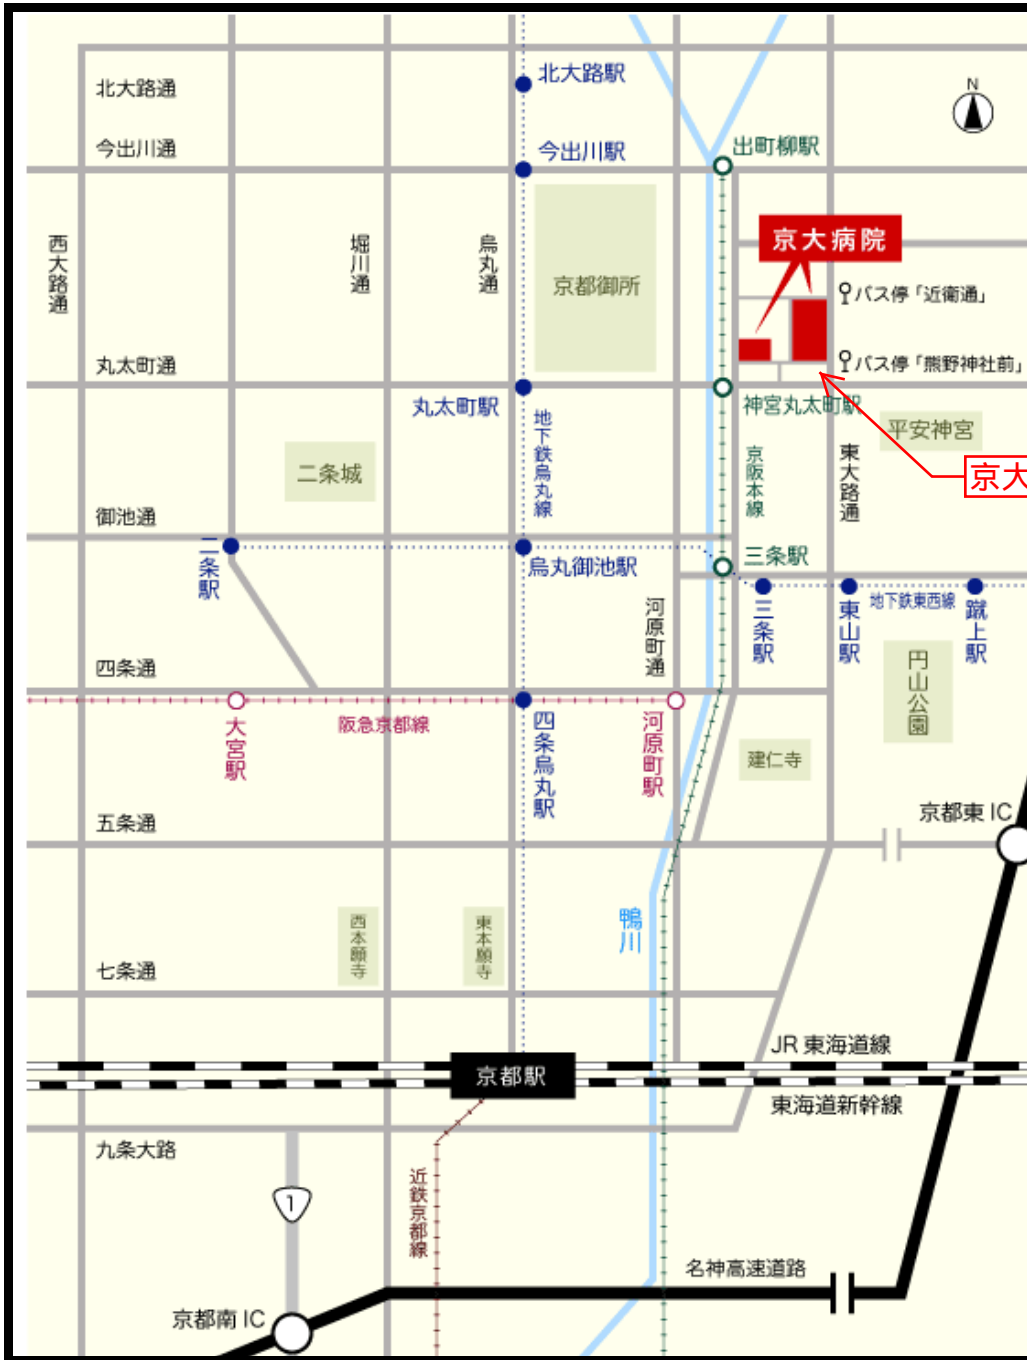 北大路駅
北大路通
N
今出川通
今出川駅
出町柳駅
西大路通
堀川通
烏丸通
京都御所
京大病院
バス停「近衛通」
バス停「熊野神社前」
丸太町通
丸太町駅
神宮丸太町駅
平安神宮
京大
二条城
地下鉄烏丸線
京阪本線
東大路通
御池通
二条駅
烏丸御池駅
三条駅
河原町通
三条駅
東山駅
地下鉄東西線
蹴上駅
四条通
円山公園
大宮駅
阪急京都線
四条烏丸駅
河原町駅
建仁寺
五条通
京都東 IC
西本願寺
東本願寺
鴨川
七条通
JR 東海道線
京都駅
東海道新幹線
九条大路
近鉄京都線
1
名神高速道路
京都南 IC